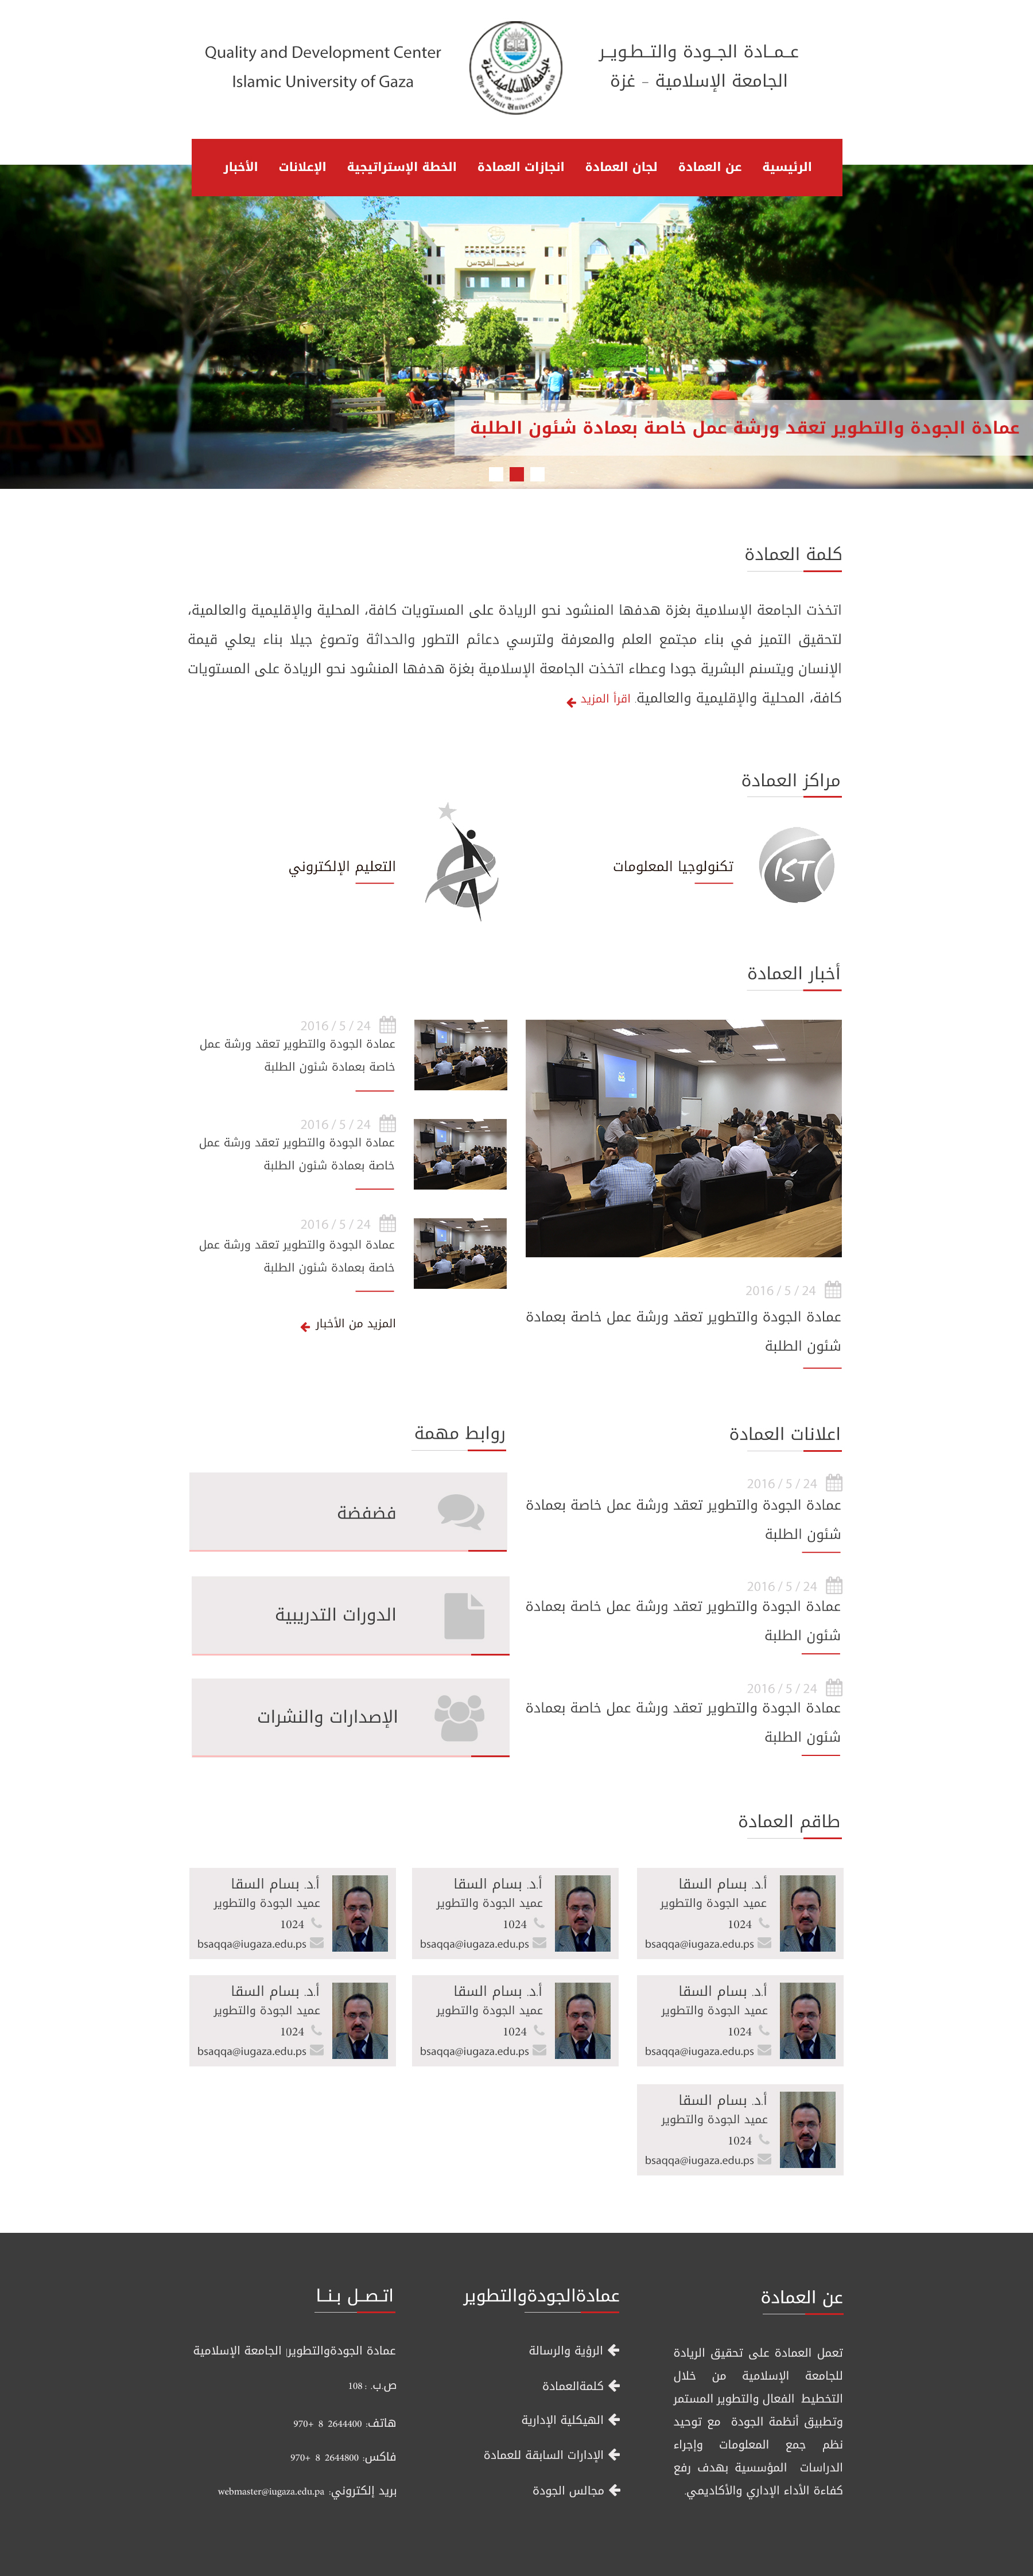 عـمـادة الجـودة والتـطـويـر
الجامعة الإسلامية - غزة
Quality and Development Center
Islamic University of Gaza
الرئيسية
عن العمادة
لجان العمادة
انجازات العمادة
الخطة الإستراتيجية
الإعلانات
الأخبار
عمادة الجودة والتطوير تعقد ورشة عمل خاصة بعمادة شئون الطلبة
كلمة العمادة
اتخذت الجامعة الإسلامية بغزة هدفها المنشود نحو الريادة على المستويات كافة، المحلية والإقليمية والعالمية،
لتحقيق التميز في بناء مجتمع العلم والمعرفة ولترسي دعائم التطور والحداثة وتصوغ جيلا بناء يعلي قيمة
الإنسان ويتسنم البشرية جودا وعطاء اتخذت الجامعة الإسلامية بغزة هدفها المنشود نحو الريادة على المستويات
كافة، المحلية والإقليمية والعالمية. اقرأ المزيد
مراكز العمادة
IST
تكنولوجيا المعلومات
التعليم الإلكتروني
أخبار العمادة
24 / 5 / 2016
عمادة الجودة والتطوير تعقد ورشة عمل خاصة بعمادة
شئون الطلبة
24 / 5 / 2016
عمادة الجودة والتطوير تعقد ورشة عمل
خاصة بعمادة شئون الطلبة
24 / 5 / 2016
عمادة الجودة والتطوير تعقد ورشة عمل
خاصة بعمادة شئون الطلبة
24 / 5 / 2016
عمادة الجودة والتطوير تعقد ورشة عمل
خاصة بعمادة شئون الطلبة
المزيد من الأخبار
اعلانات العمادة
24 / 5 / 2016
عمادة الجودة والتطوير تعقد ورشة عمل خاصة بعمادة
شئون الطلبة
24 / 5 / 2016
عمادة الجودة والتطوير تعقد ورشة عمل خاصة بعمادة
شئون الطلبة
24 / 5 / 2016
عمادة الجودة والتطوير تعقد ورشة عمل خاصة بعمادة
شئون الطلبة
روابط مهمة
فضفضة
الدورات التدريبية
الإصدارات والنشرات
طاقم العمادة
أ.د. بسام السقا
عميد الجودة والتطوير
1024
bsaqqa@iugaza.edu.ps
أ.د. بسام السقا
عميد الجودة والتطوير
1024
bsaqqa@iugaza.edu.ps
أ.د. بسام السقا
عميد الجودة والتطوير
1024
bsaqqa@iugaza.edu.ps
أ.د. بسام السقا
عميد الجودة والتطوير
1024
bsaqqa@iugaza.edu.ps
أ.د. بسام السقا
عميد الجودة والتطوير
1024
bsaqqa@iugaza.edu.ps
أ.د. بسام السقا
عميد الجودة والتطوير
1024
bsaqqa@iugaza.edu.ps
أ.د. بسام السقا
عميد الجودة والتطوير
1024
bsaqqa@iugaza.edu.ps
عن العمادة
تعمل العمادة على تحقيق الريادة
للجامعة الإسلامية من خلال
التخطيط الفعال والتطوير المستمر
وتطبيق أنظمة الجودة مع توحيد
نظم جمع المعلومات وإجراء
الدراسات المؤسسية بهدف رفع
كفاءة الأداء الإداري والأكاديمي.
عمادةالجودةوالتطوير
الرؤية والرسالة
كلمةالعمادة
الهيكلية الإدارية
الإدارات السابقة للعمادة
مجالس الجودة
اتـصـل بـنـا
عمادة الجودةوالتطوير| الجامعة الإسلامية
ص.ب. : 108
هاتف: 2644400 8 970+
فاكس: 2644800 8 970+
بريد إلكتروني: webmaster@iugaza.edu.pa